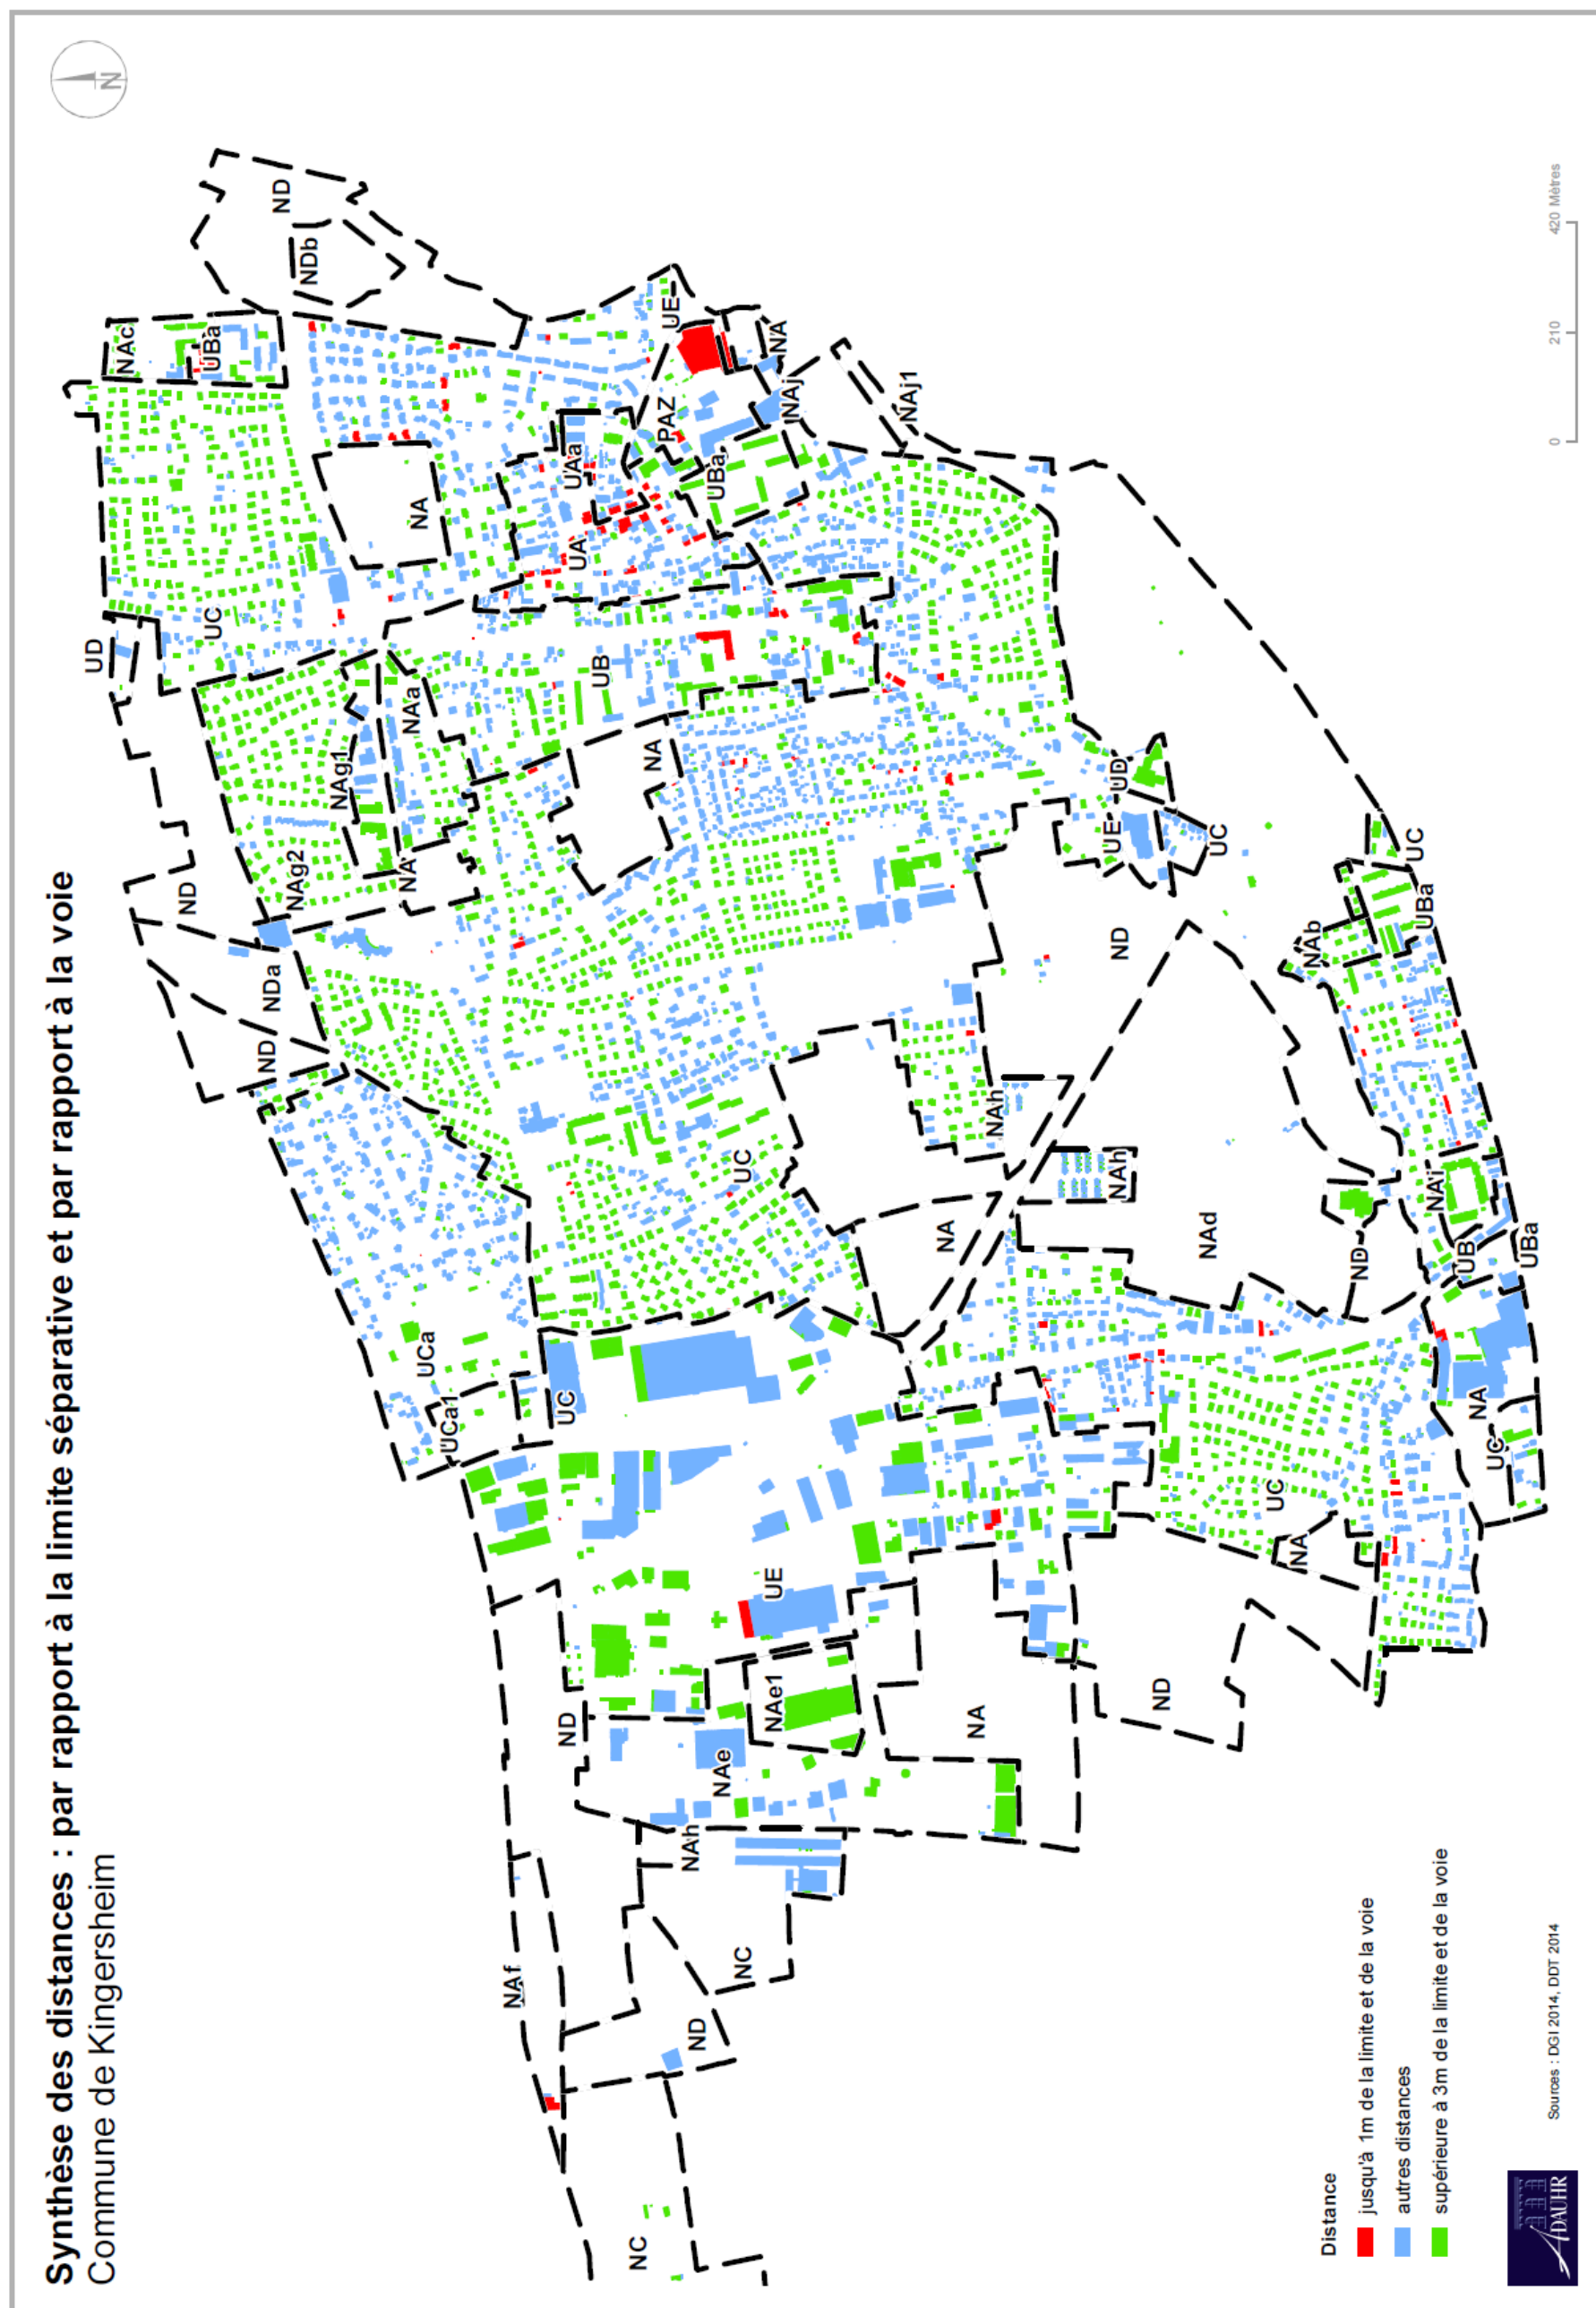 Synthèse des distances : par rapport à la limite séparative et par rapport à la voie
Commune de Kingersheim
N
UD
NAc
ND
UC
UBa
ND
NDa
ND
NAg2
NDb
NAg1
NA
NAa
NA
UCa
UCa1
NAf
UC
ND
UAa
UA
UB
NC
NA
PAZ
UE
NAh
ND
UBa
NAe
UC
NC
UE
NAe1
NA
NAj
NAj1
NA
NA
NAh
UE
NAh
UD
ND
ND
NAd
UC
UC
NA
NAb
ND
UC
UBa
NAi
UB
NA
UC
UBa
Distance
jusqu'à 1m de la limite et de la voie
autres distances
supérieure à 3m de la limite et de la voie
ADAUHR
Sources : DGI 2014, DDT 2014
0 210 420 Mètres